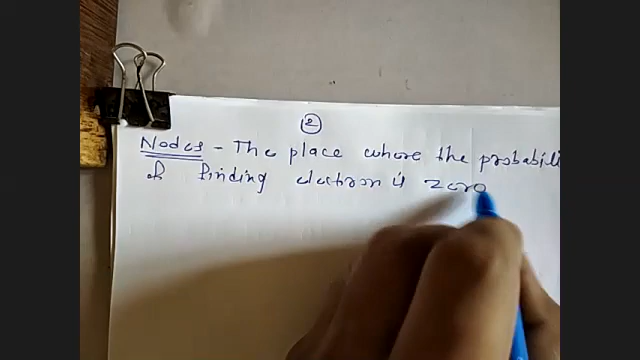 2
Nodes - The place where the probabili
of finding electron is zero